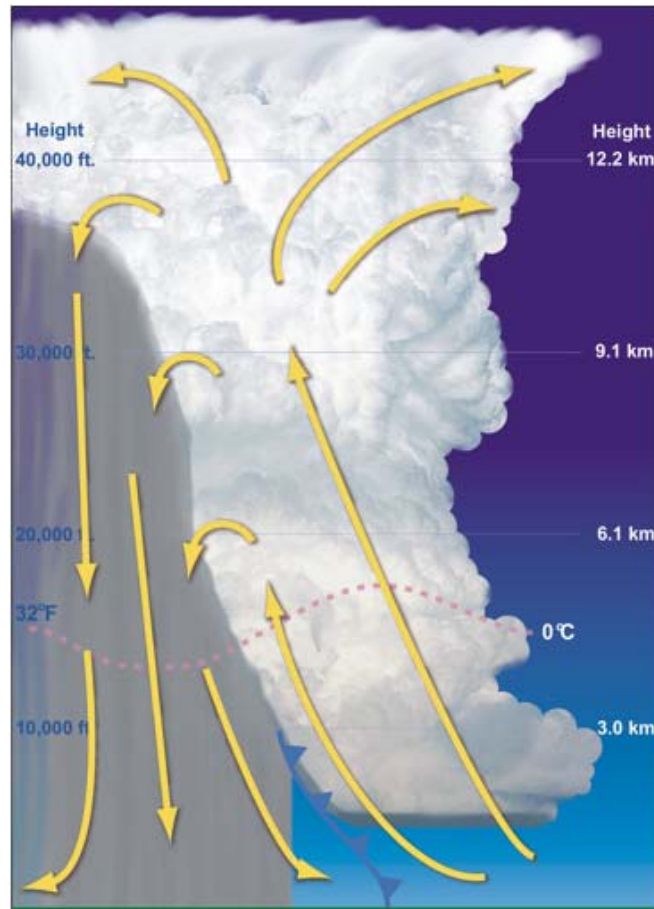 Height
40,000 ft.
Height
12.2 km
30,000 ft.
9.1 km
20,000 ft.
6.1 km
32°F
0°C
10,000 ft
3.0 km